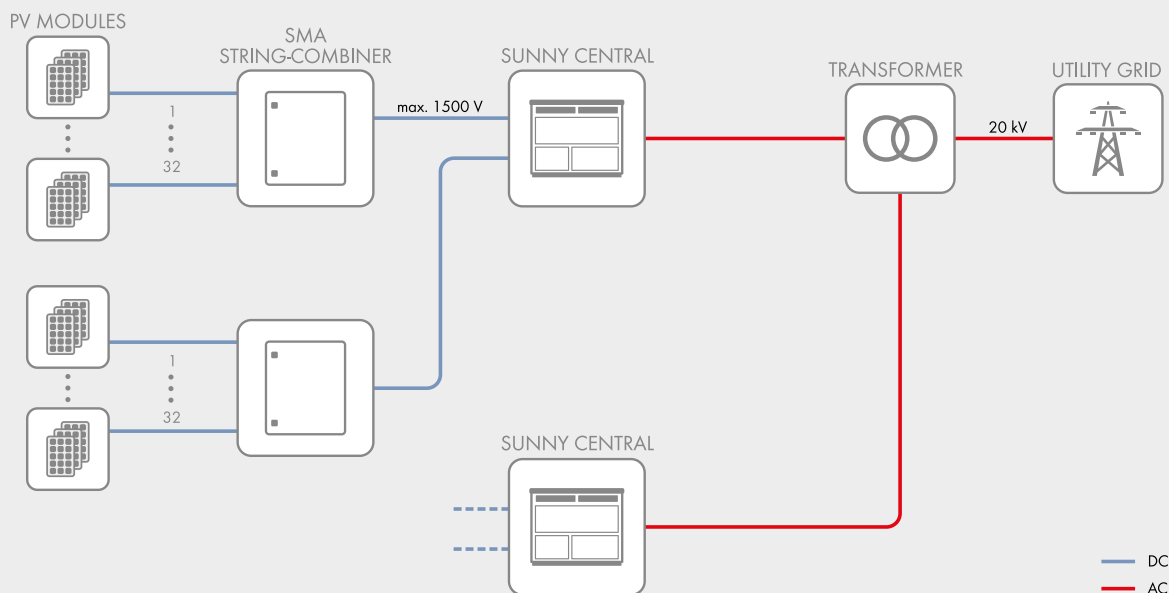 PV MODULES
SMA
STRING-COMBINER
SUNNY CENTRAL
TRANSFORMER
UTILITY GRID
1
32
max. 1500 V
20 kV
1
32
SUNNY CENTRAL
DC
AC